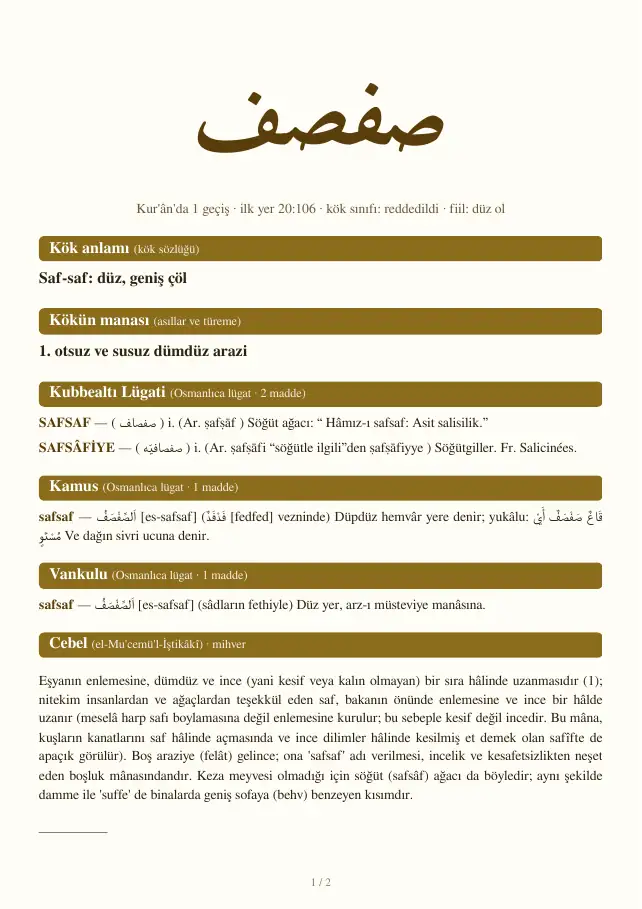 صفصف
Kur'ân'da 1 geçiş · ilk yer 20:106 · kök sınıfı: reddedildi · fiil: düz ol
Kök anlamı (kök sözlüğü)
Saf-saf: düz, geniş çöl
Kökün manası (asıllar ve türeme)
1. otsuz ve susuz dümdüz arazi
Kubbealtı Lügati (Osmanlıca lügat · 2 madde)
SAFSAF — ( صفصاف ) i. (Ar. ṣafṣāf ) Söğüt ağacı: “ Hâmız-ı safsaf: Asit salisilik.”
SAFSÂFİYE — ( صفصافیّه ) i. (Ar. ṣafṣāfі “söğütle ilgili”den ṣafṣāfiyye ) Söğütgiller. Fr. Salicinées.
Kamus (Osmanlıca lügat · 1 madde)
safsaf — اَلصَّفْصَفُ [es-safsaf] (فَدْفَدٌ [fedfed] vezninde) Düpdüz hemvâr yere denir; yukâlu: قَاعٌ صَفْصَفٌ أَيْ
مُسْتَوٍ Ve dağın sivri ucuna denir.
Vankulu (Osmanlıca lügat · 1 madde)
safsaf — اَلصَّفْصَفُ [es-safsaf] (sâdların fethiyle) Düz yer, arz-ı müsteviye manâsına.
Cebel (el-Mu'cemü'l-İştikâkî) · mihver
Eşyanın enlemesine, dümdüz ve ince (yani kesif veya kalın olmayan) bir sıra hâlinde uzanmasıdır (1);
nitekim insanlardan ve ağaçlardan teşekkül eden saf, bakanın önünde enlemesine ve ince bir hâlde
uzanır (meselâ harp safı boylamasına değil enlemesine kurulur; bu sebeple kesif değil incedir. Bu mâna,
kuşların kanatlarını saf hâlinde açmasında ve ince dilimler hâlinde kesilmiş et demek olan safîfte de
apaçık görülür). Boş araziye (felât) gelince; ona 'safsaf' adı verilmesi, incelik ve kesafetsizlikten neşet
eden boşluk mânasındandır. Keza meyvesi olmadığı için söğüt (safsâf) ağacı da böyledir; aynı şekilde
damme ile 'suffe' de binalarda geniş sofaya (behv) benzeyen kısımdır.
1 / 2